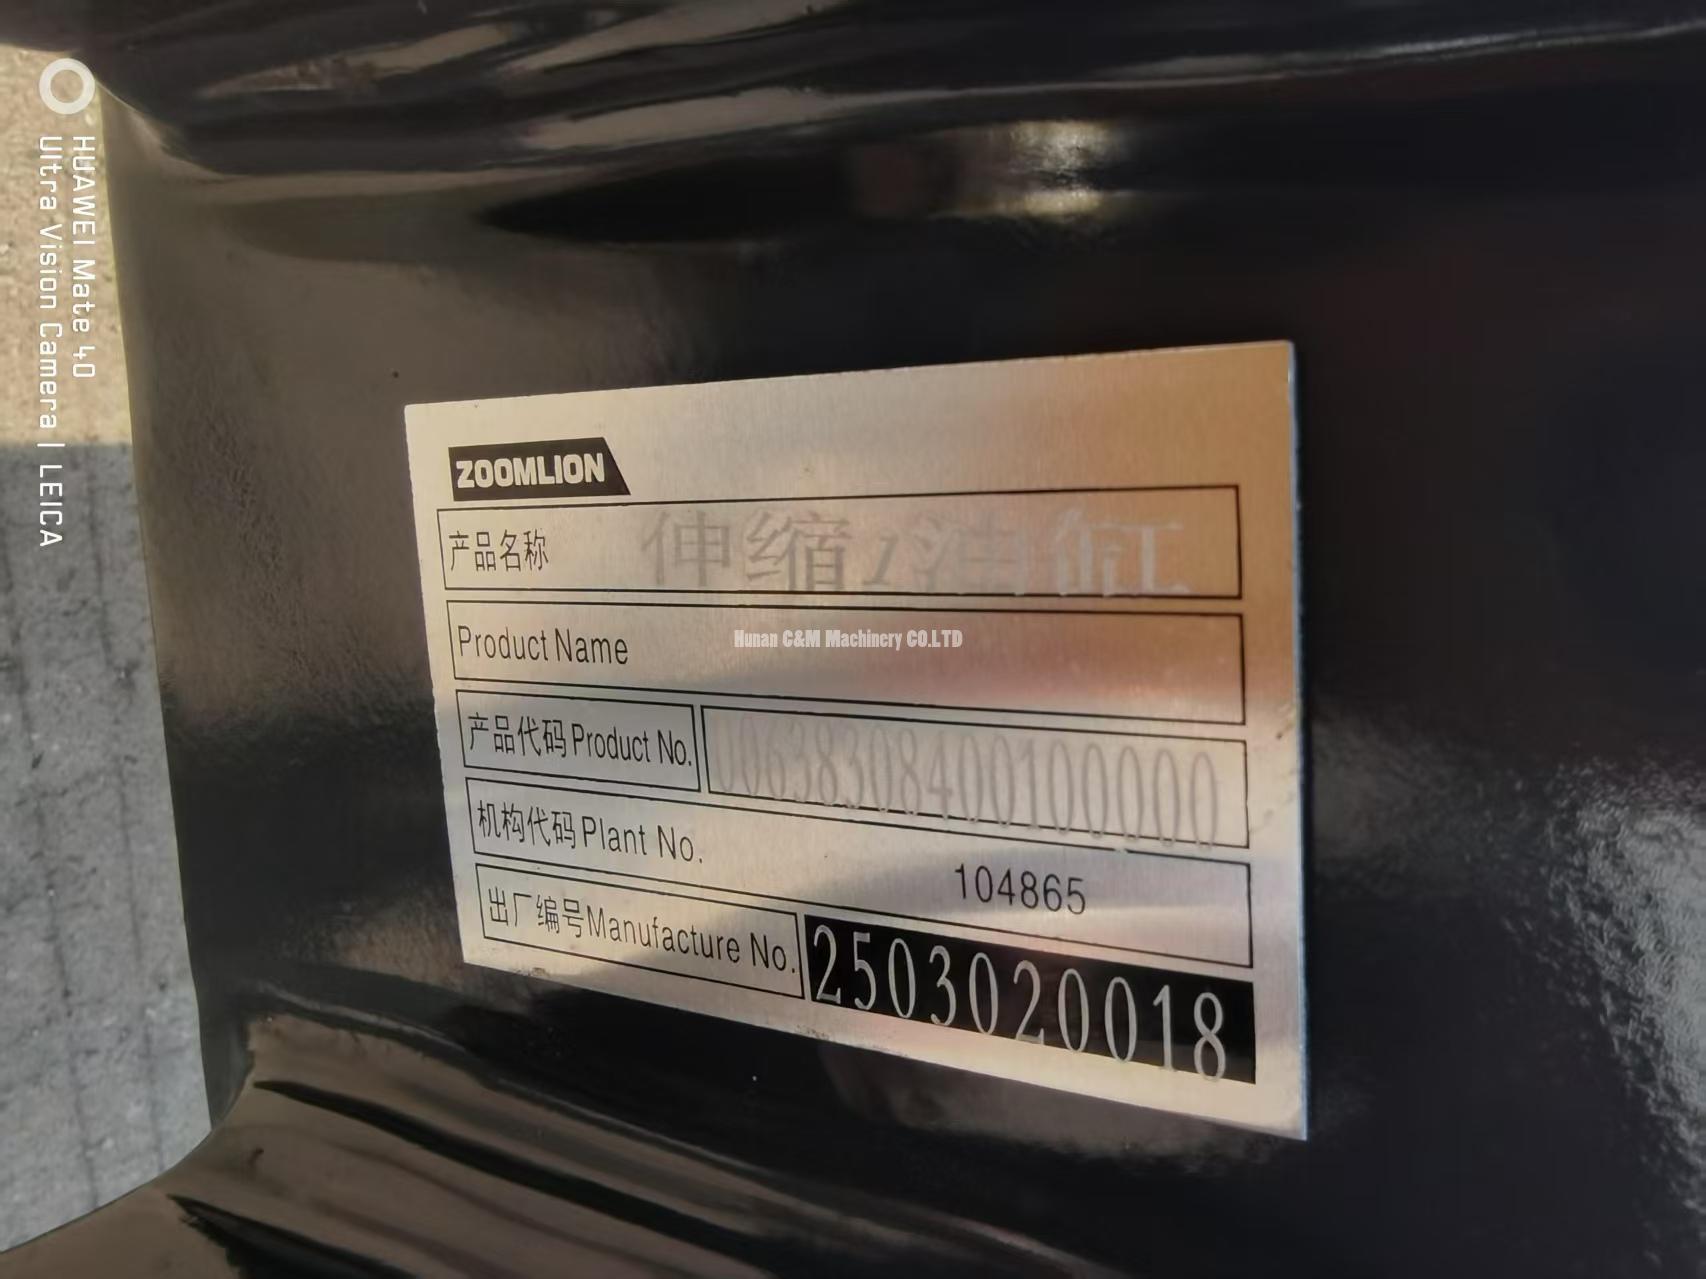 HUAWEI Mate 40
Ultra Vision Camera | LEICA
ZOOMLION
产品名称 伸缩I油缸
Product Name
Hunan C&M Machinery CO.LTD
产品代码 Product No. 00638308400100000
机构代码 Plant No. 104865
出厂编号 Manufacture No. 2503020018